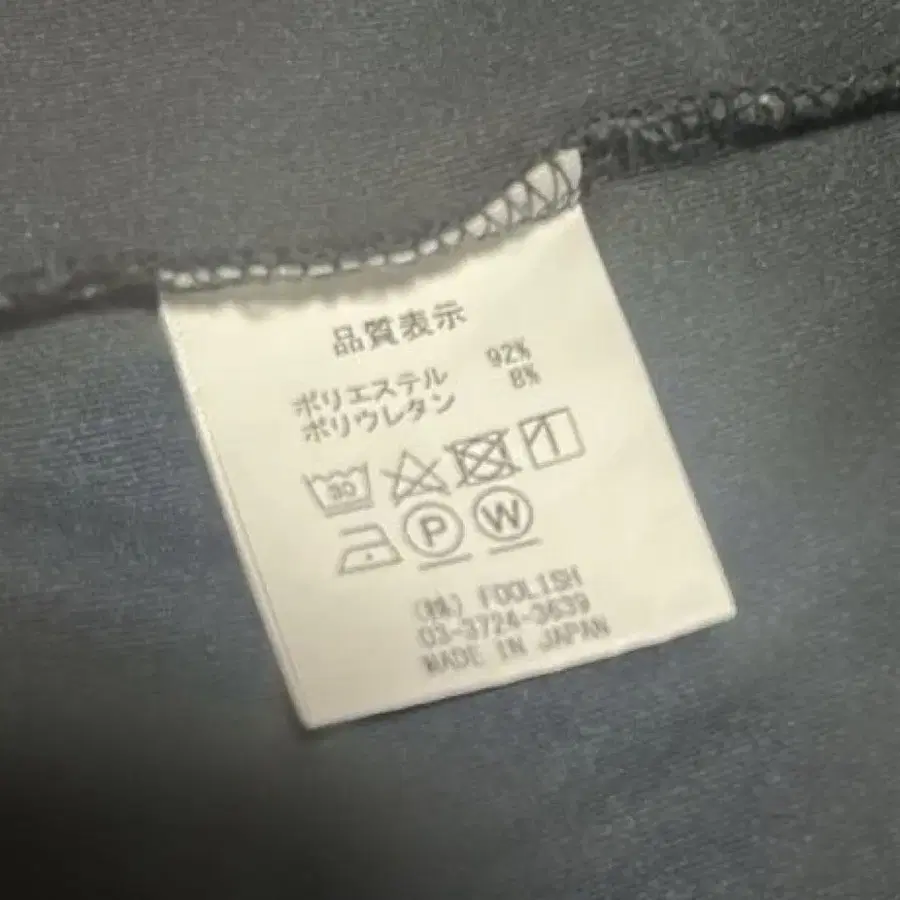 品質表示
ポリエステル 92%
ポリウレタン 8%
30
P W
(株) FOOLISH
03-3724-3639
MADE IN JAPAN